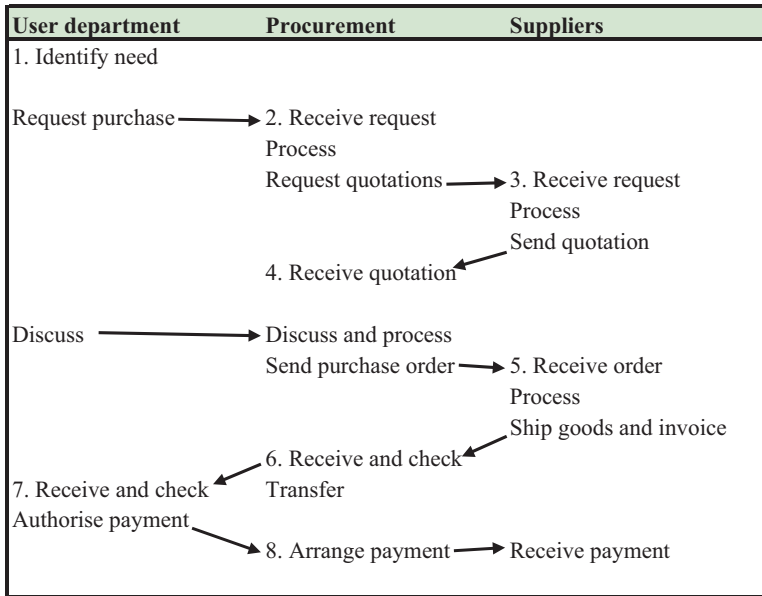 User department Procurement Suppliers
1. Identify need
Request purchase 2. Receive request
Process
Request quotations 3. Receive request
Process
Send quotation
4. Receive quotation
Discuss Discuss and process
Send purchase order 5. Receive order
Process
Ship goods and invoice
6. Receive and check
7. Receive and check Transfer
Authorise payment
8. Arrange payment Receive payment